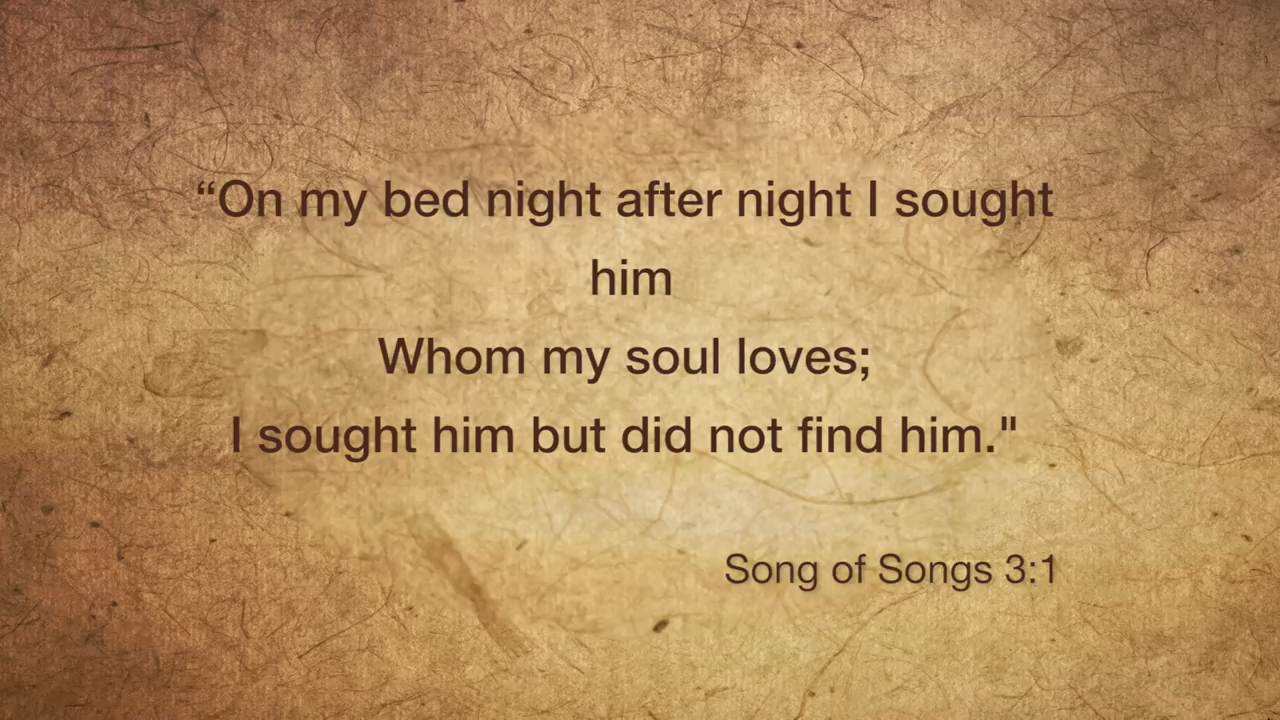 “On my bed night after night I sought
him
Whom my soul loves;
I sought him but did not find him."
Song of Songs 3:1